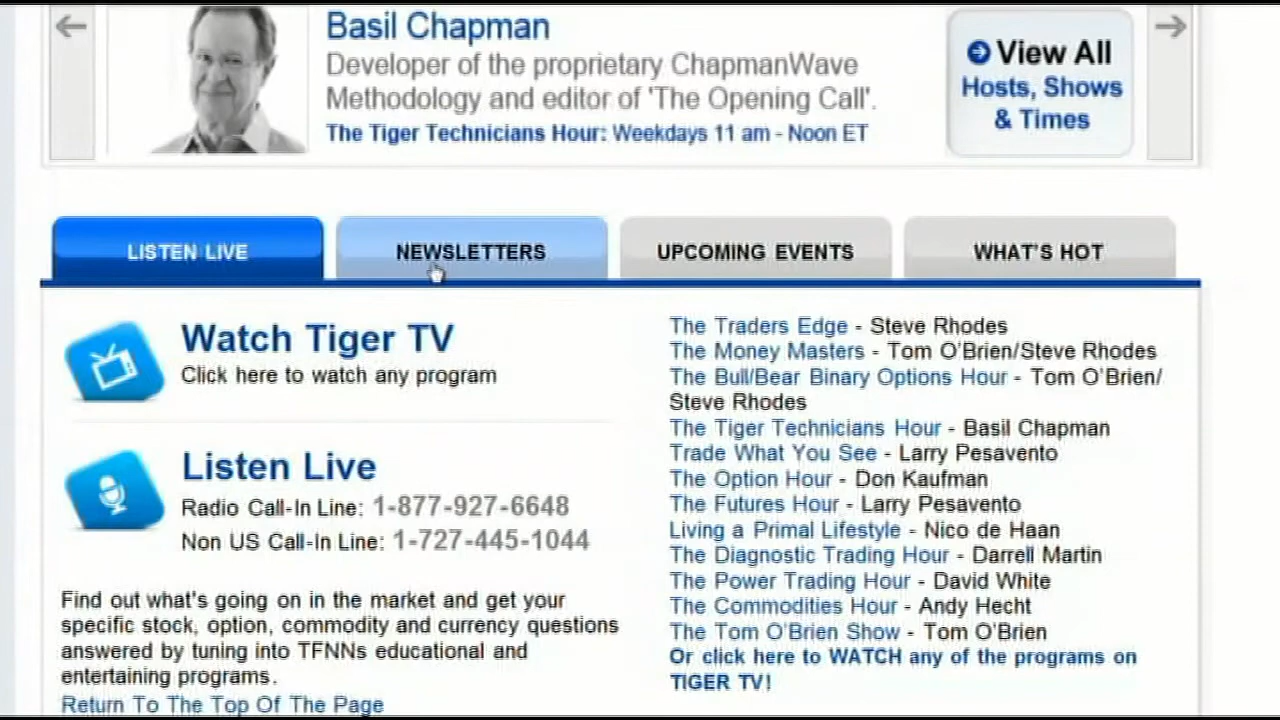 Basil Chapman
Developer of the proprietary ChapmanWave
Methodology and editor of 'The Opening Call'.
The Tiger Technicians Hour: Weekdays 11 am - Noon ET
View All
Hosts, Shows
& Times
LISTEN LIVE
NEWSLETTERS
UPCOMING EVENTS
WHAT'S HOT
Watch Tiger TV
Click here to watch any program
Listen Live
Radio Call-In Line: 1-877-927-6648
Non US Call-In Line: 1-727-445-1044
Find out what's going on in the market and get your
specific stock, option, commodity and currency questions
answered by tuning into TFNNs educational and
entertaining programs.
Return To The Top Of The Page
The Traders Edge - Steve Rhodes
The Money Masters - Tom O'Brien/Steve Rhodes
The Bull/Bear Binary Options Hour - Tom O'Brien/
Steve Rhodes
The Tiger Technicians Hour - Basil Chapman
Trade What You See - Larry Pesavento
The Option Hour - Don Kaufman
The Futures Hour - Larry Pesavento
Living a Primal Lifestyle - Nico de Haan
The Diagnostic Trading Hour - Darrell Martin
The Power Trading Hour - David White
The Commodities Hour - Andy Hecht
The Tom O'Brien Show - Tom O'Brien
Or click here to WATCH any of the programs on
TIGER TV!